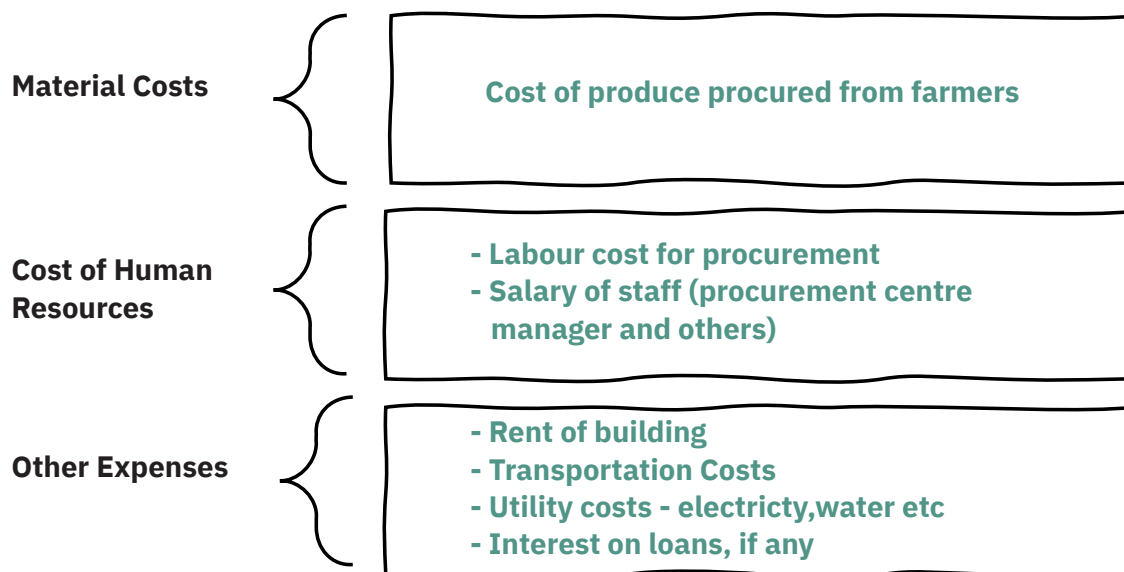 Material Costs
Cost of produce procured from farmers
Cost of Human
Resources
- Labour cost for procurement
- Salary of staff (procurement centre
manager and others)
Other Expenses
- Rent of building
- Transportation Costs
- Utility costs - electricty,water etc
- Interest on loans, if any